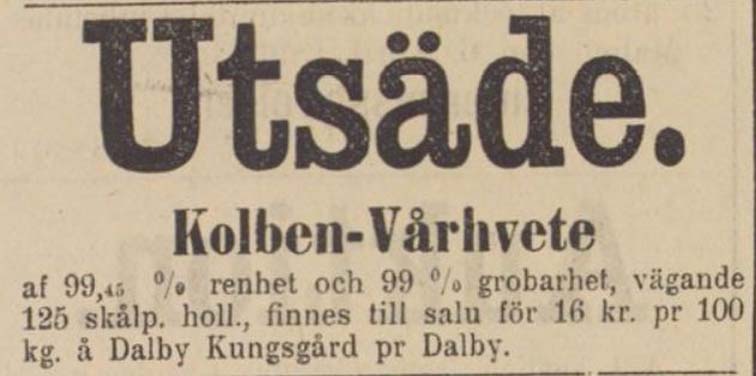 Utsäde.
Kolben-Vårhvete
af 99,45 % renhet och 99 % grobarhet, vägande
125 skålp. holl., finnes till salu för 16 kr. pr 100
kg. å Dalby Kungsgård pr Dalby.